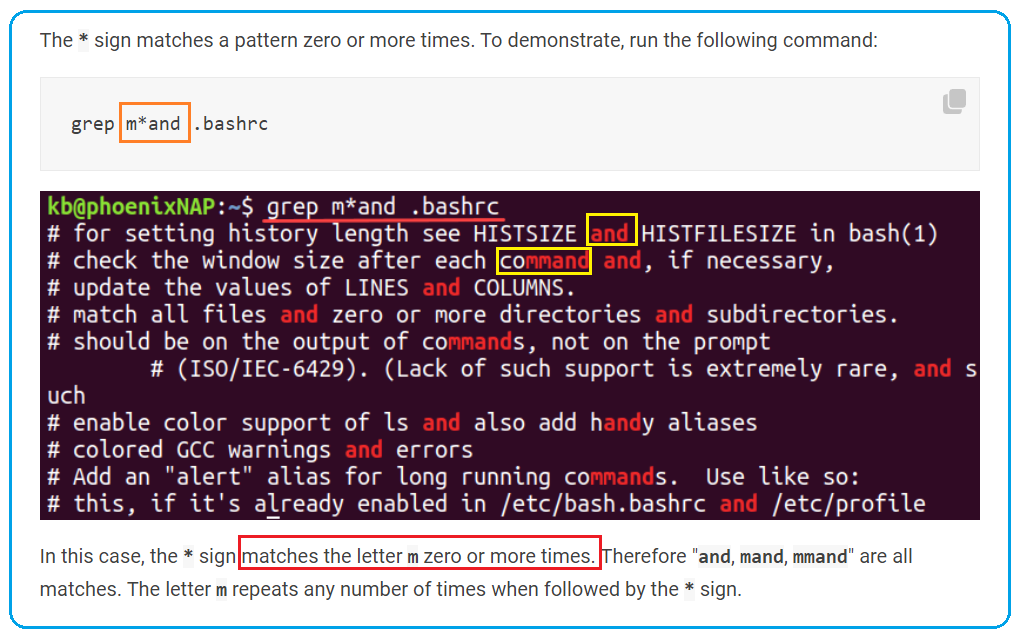 The * sign matches a pattern zero or more times. To demonstrate, run the following command:
grep m*and .bashrc
kb@phoenixNAP:~$ grep m*and .bashrc
# for setting history length see HISTSIZE and HISTFILESIZE in bash(1)
# check the window size after each command and, if necessary,
# update the values of LINES and COLUMNS.
# match all files and zero or more directories and subdirectories.
# should be on the output of commands, not on the prompt
# (ISO/IEC-6429). (Lack of such support is extremely rare, and s
uch
# enable color support of ls and also add handy aliases
# colored GCC warnings and errors
# Add an "alert" alias for long running commands.  Use like so:
# this, if it's already enabled in /etc/bash.bashrc and /etc/profile
In this case, the * sign matches the letter m zero or more times. Therefore "and, mand, mmand" are all
matches. The letter m repeats any number of times when followed by the * sign.